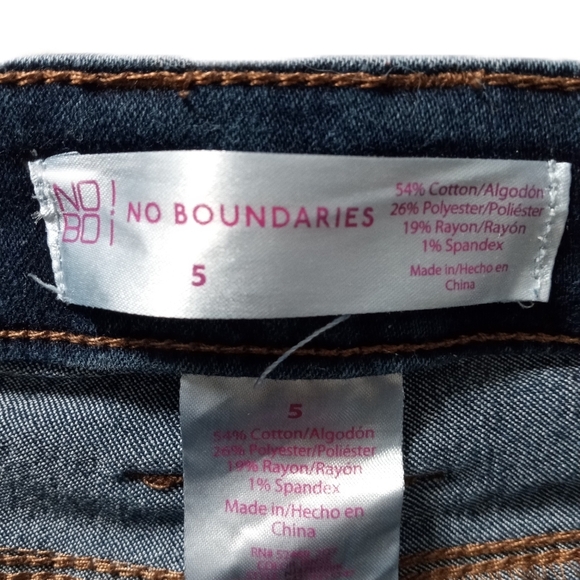 NO
BO
NO BOUNDARIES
5
54% Cotton/Algodón
26% Polyester/Poliéster
19% Rayon/Rayón
1% Spandex
Made in/Hecho en
China
5
54% Cotton/Algodón
26% Polyester/Poliéster
19% Rayon/Rayón
1% Spandex
Made in/Hecho en
China
RN#